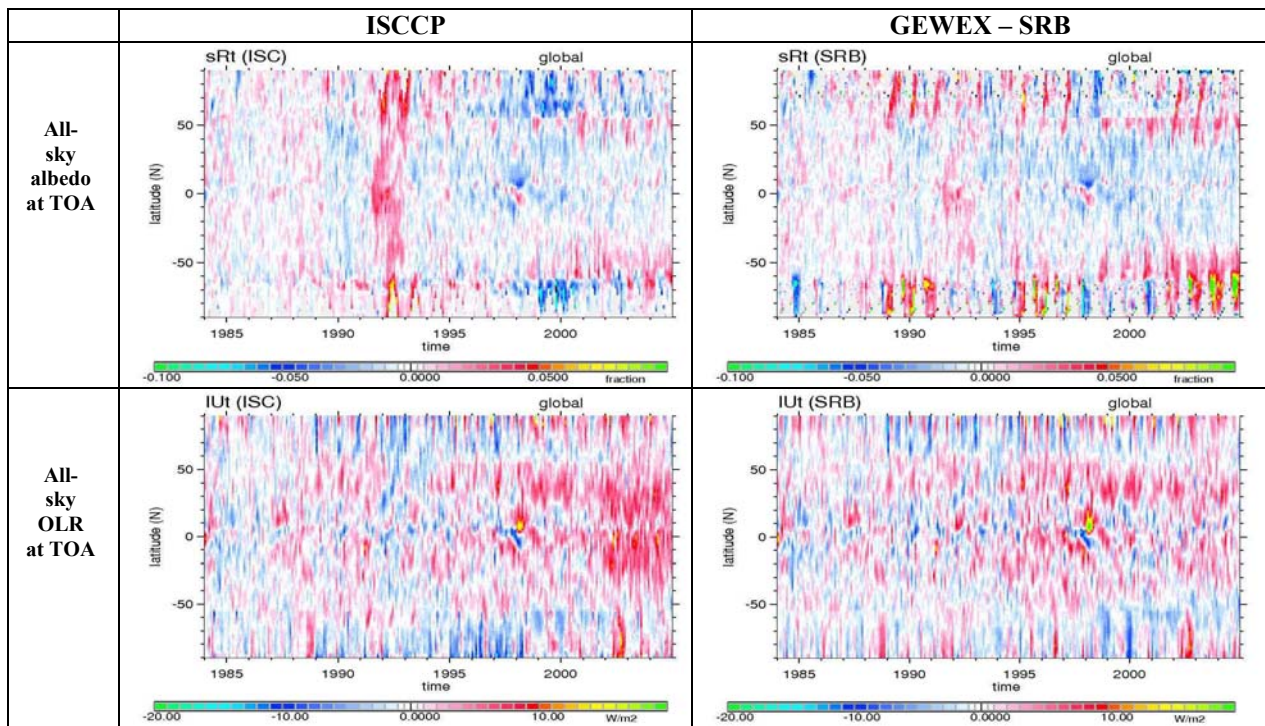 ISCCP
GEWEX – SRB
All-
sky
albedo
at TOA
sRt (ISC) global
latitude (N)
50
0
-50
1985 1990 1995 2000
time
-0.100 -0.050 0.0000 0.0500 fraction
sRt (SRB) global
latitude (N)
50
0
-50
1985 1990 1995 2000
time
-0.100 -0.050 0.0000 0.0500 fraction
All-
sky
OLR
at TOA
lUt (ISC) global
latitude (N)
50
0
-50
1985 1990 1995 2000
time
-20.00 -10.00 0.0000 10.00 W/m2
lUt (SRB) global
latitude (N)
50
0
-50
1985 1990 1995 2000
time
-20.00 -10.00 0.0000 10.00 W/m2